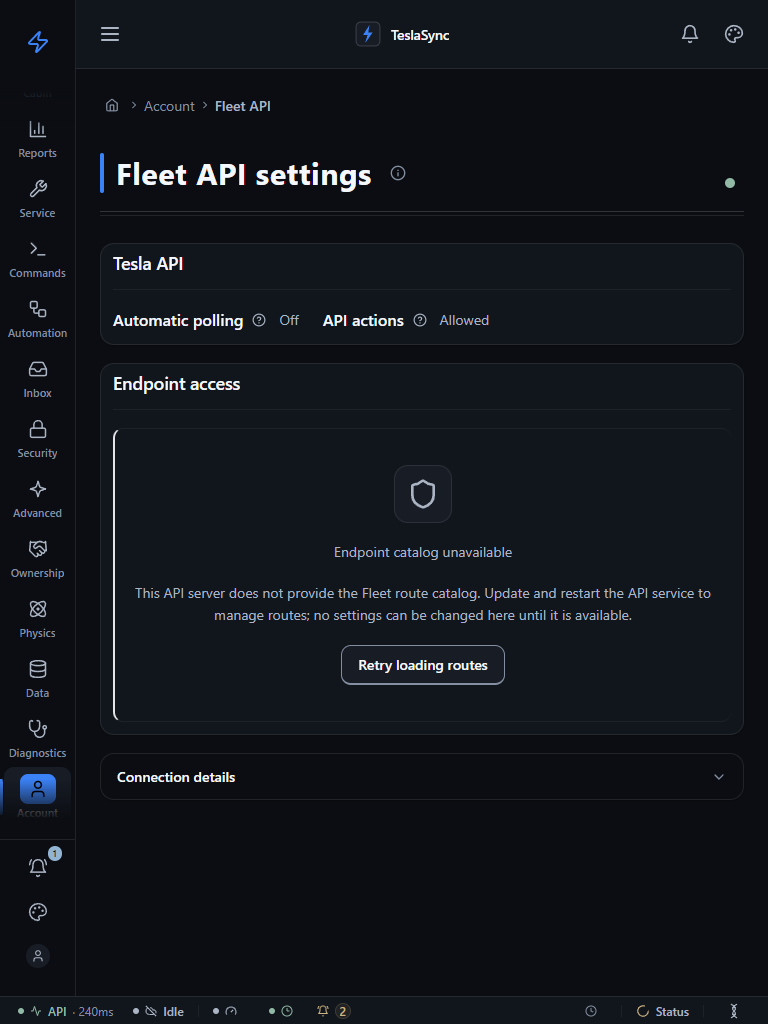 TeslaSync
Account
Fleet API
Fleet API settings
Tesla API
Automatic polling
Off
API actions
Allowed
Endpoint access
Endpoint catalog unavailable
This API server does not provide the Fleet route catalog. Update and restart the API service to
manage routes; no settings can be changed here until it is available.
Retry loading routes
Connection details
Reports
Service
Commands
Automation
Inbox
Security
Advanced
Ownership
Physics
Data
Diagnostics
Account
1
API · 240ms
Idle
2
Status